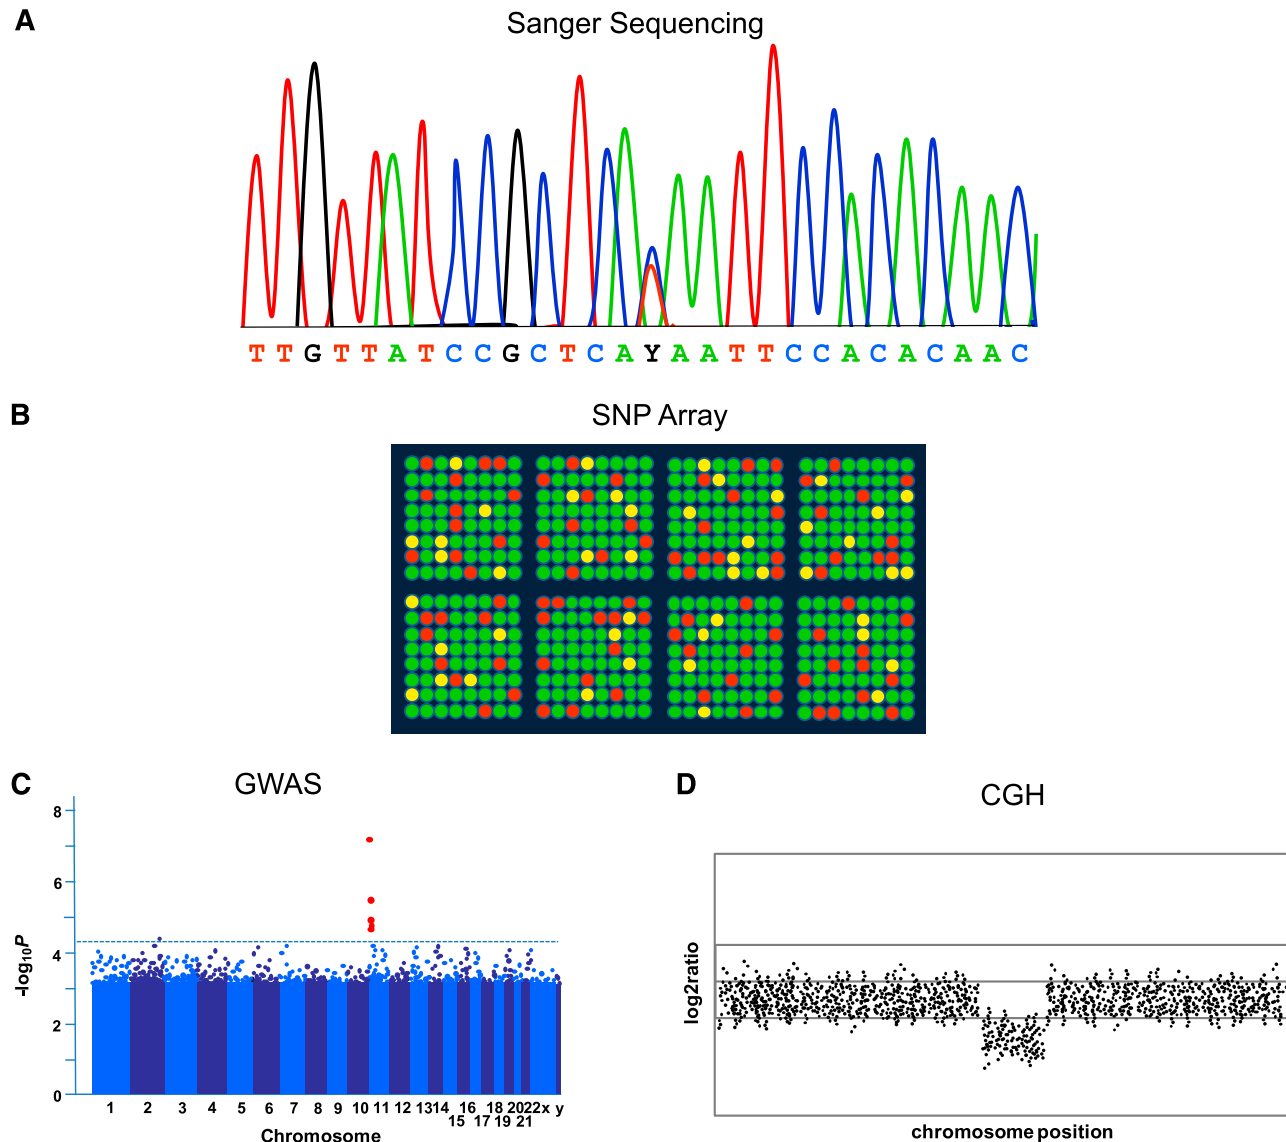 A
Sanger Sequencing
T T G T T A T C C G C T C A Y A A T T C C A C A C A A C
B
SNP Array
C
GWAS
8
6
4
2
0
-log10P
1 2 3 4 5 6 7 8 9 10 11 12 13 14 15 16 17 18 19 20 21 22 x y
Chromosome
D
CGH
log2ratio
chromosome position